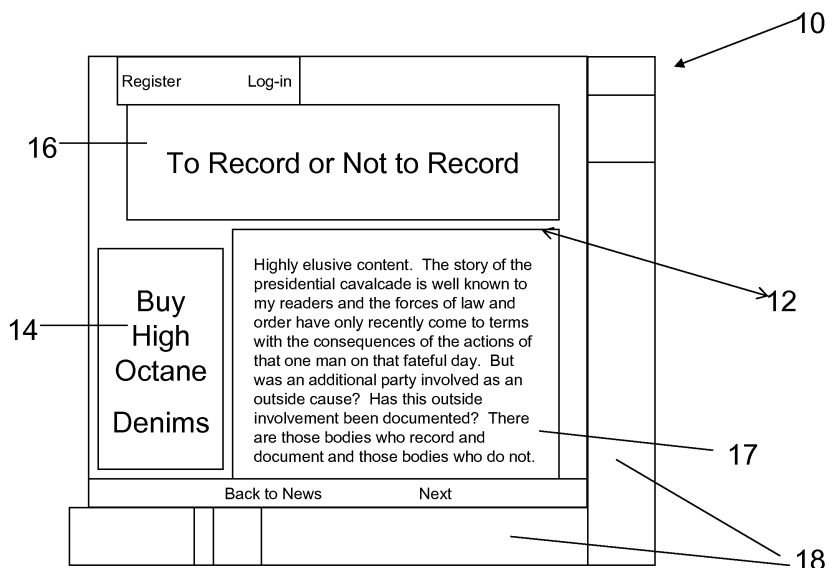 10
Register Log-in
16
To Record or Not to Record
Highly elusive content. The story of the
presidential cavalcade is well known to
my readers and the forces of law and
order have only recently come to terms
with the consequences of the actions of
that one man on that fateful day. But
was an additional party involved as an
outside cause? Has this outside
involvement been documented? There
are those bodies who record and
document and those bodies who do not.
12
14
Buy
High
Octane
Denims
17
Back to News Next
18